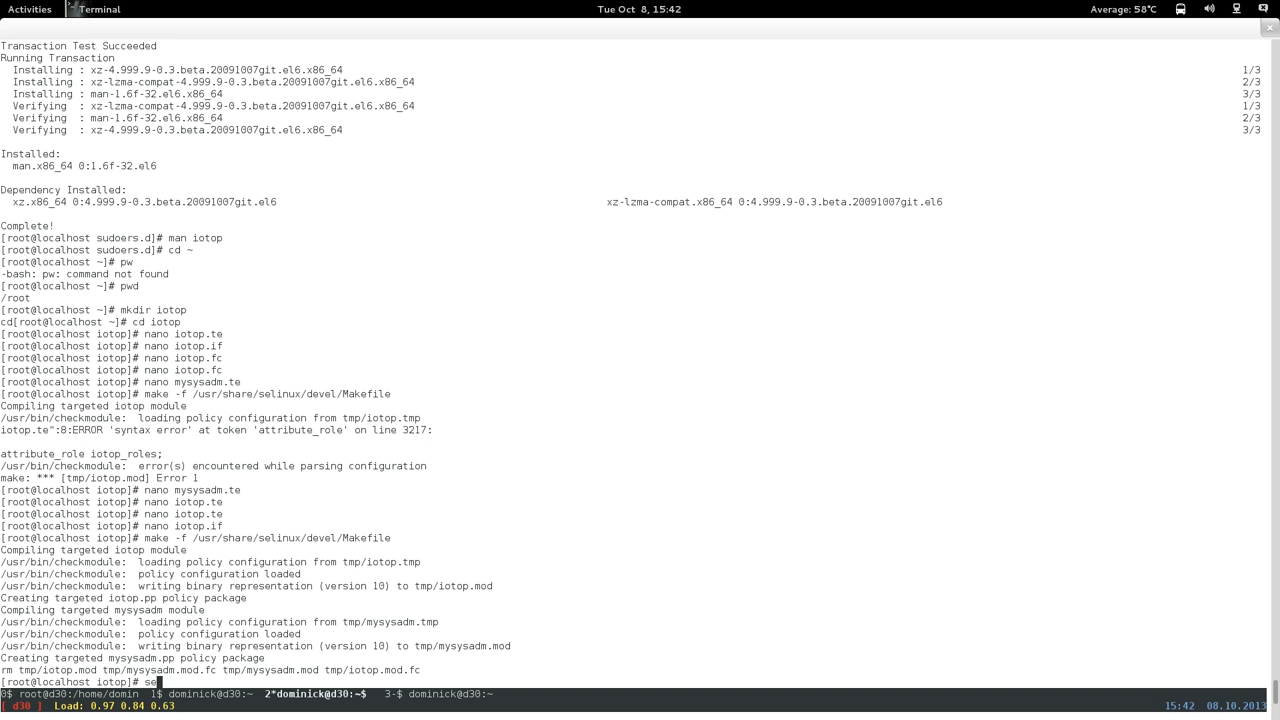 Activities Terminal Tue Oct 8, 15:42 Average: 58°C
Transaction Test Succeeded
Running Transaction
  Installing : xz-4.999.9-0.3.beta.20091007git.el6.x86_64 1/3
  Installing : xz-lzma-compat-4.999.9-0.3.beta.20091007git.el6.x86_64 2/3
  Installing : man-1.6f-32.el6.x86_64 3/3
  Verifying  : xz-lzma-compat-4.999.9-0.3.beta.20091007git.el6.x86_64 1/3
  Verifying  : man-1.6f-32.el6.x86_64 2/3
  Verifying  : xz-4.999.9-0.3.beta.20091007git.el6.x86_64 3/3
Installed:
  man.x86_64 0:1.6f-32.el6
Dependency Installed:
  xz.x86_64 0:4.999.9-0.3.beta.20091007git.el6 xz-lzma-compat.x86_64 0:4.999.9-0.3.beta.20091007git.el6
Complete!
[root@localhost sudoers.d]# man iotop
[root@localhost sudoers.d]# cd ~
[root@localhost ~]# pw
-bash: pw: command not found
[root@localhost ~]# pwd
/root
[root@localhost ~]# mkdir iotop
cd[root@localhost ~]# cd iotop
[root@localhost iotop]# nano iotop.te
[root@localhost iotop]# nano iotop.if
[root@localhost iotop]# nano iotop.fc
[root@localhost iotop]# nano iotop.fc
[root@localhost iotop]# nano mysysadm.te
[root@localhost iotop]# make -f /usr/share/selinux/devel/Makefile
Compiling targeted iotop module
/usr/bin/checkmodule:  loading policy configuration from tmp/iotop.tmp
iotop.te":8:ERROR 'syntax error' at token 'attribute_role' on line 3217:
attribute_role iotop_roles;
/usr/bin/checkmodule:  error(s) encountered while parsing configuration
make: *** [tmp/iotop.mod] Error 1
[root@localhost iotop]# nano mysysadm.te
[root@localhost iotop]# nano iotop.te
[root@localhost iotop]# nano iotop.te
[root@localhost iotop]# nano iotop.if
[root@localhost iotop]# make -f /usr/share/selinux/devel/Makefile
Compiling targeted iotop module
/usr/bin/checkmodule:  loading policy configuration from tmp/iotop.tmp
/usr/bin/checkmodule:  policy configuration loaded
/usr/bin/checkmodule:  writing binary representation (version 10) to tmp/iotop.mod
Creating targeted iotop.pp policy package
Compiling targeted mysysadm module
/usr/bin/checkmodule:  loading policy configuration from tmp/mysysadm.tmp
/usr/bin/checkmodule:  policy configuration loaded
/usr/bin/checkmodule:  writing binary representation (version 10) to tmp/mysysadm.mod
Creating targeted mysysadm.pp policy package
rm tmp/iotop.mod tmp/mysysadm.mod.fc tmp/mysysadm.mod tmp/iotop.mod.fc
[root@localhost iotop]# se
0$ root@d30:/home/domin  1$ dominick@d30:~  2*dominick@d30:~$   3-$ dominick@d30:~
[ d30 ]  Load: 0.97 0.84 0.63 15:42  08.10.2013